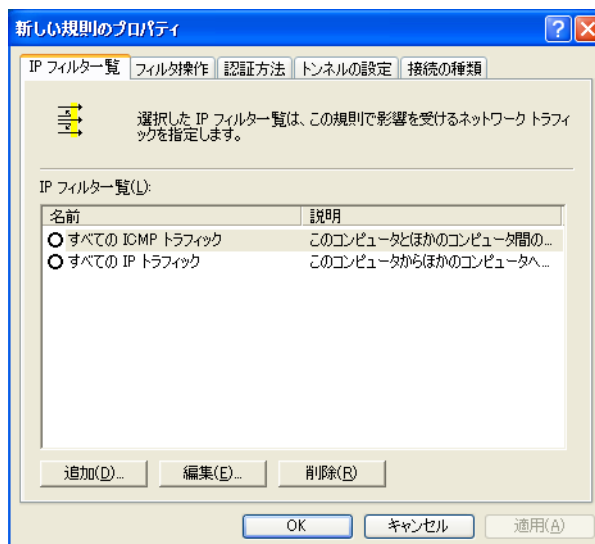 新しい規則のプロパティ
IP フィルタ一覧 フィルタ操作 認証方法 トンネルの設定 接続の種類
選択した IP フィルタ一覧は、この規則で影響を受けるネットワーク トラフィ
ックを指定します。
IP フィルタ一覧(L):
名前 説明
すべての ICMP トラフィック このコンピュータとほかのコンピュータ間の...
すべての IP トラフィック このコンピュータからほかのコンピュータへ...
追加(D)... 編集(E)... 削除(R)
OK キャンセル 適用(A)